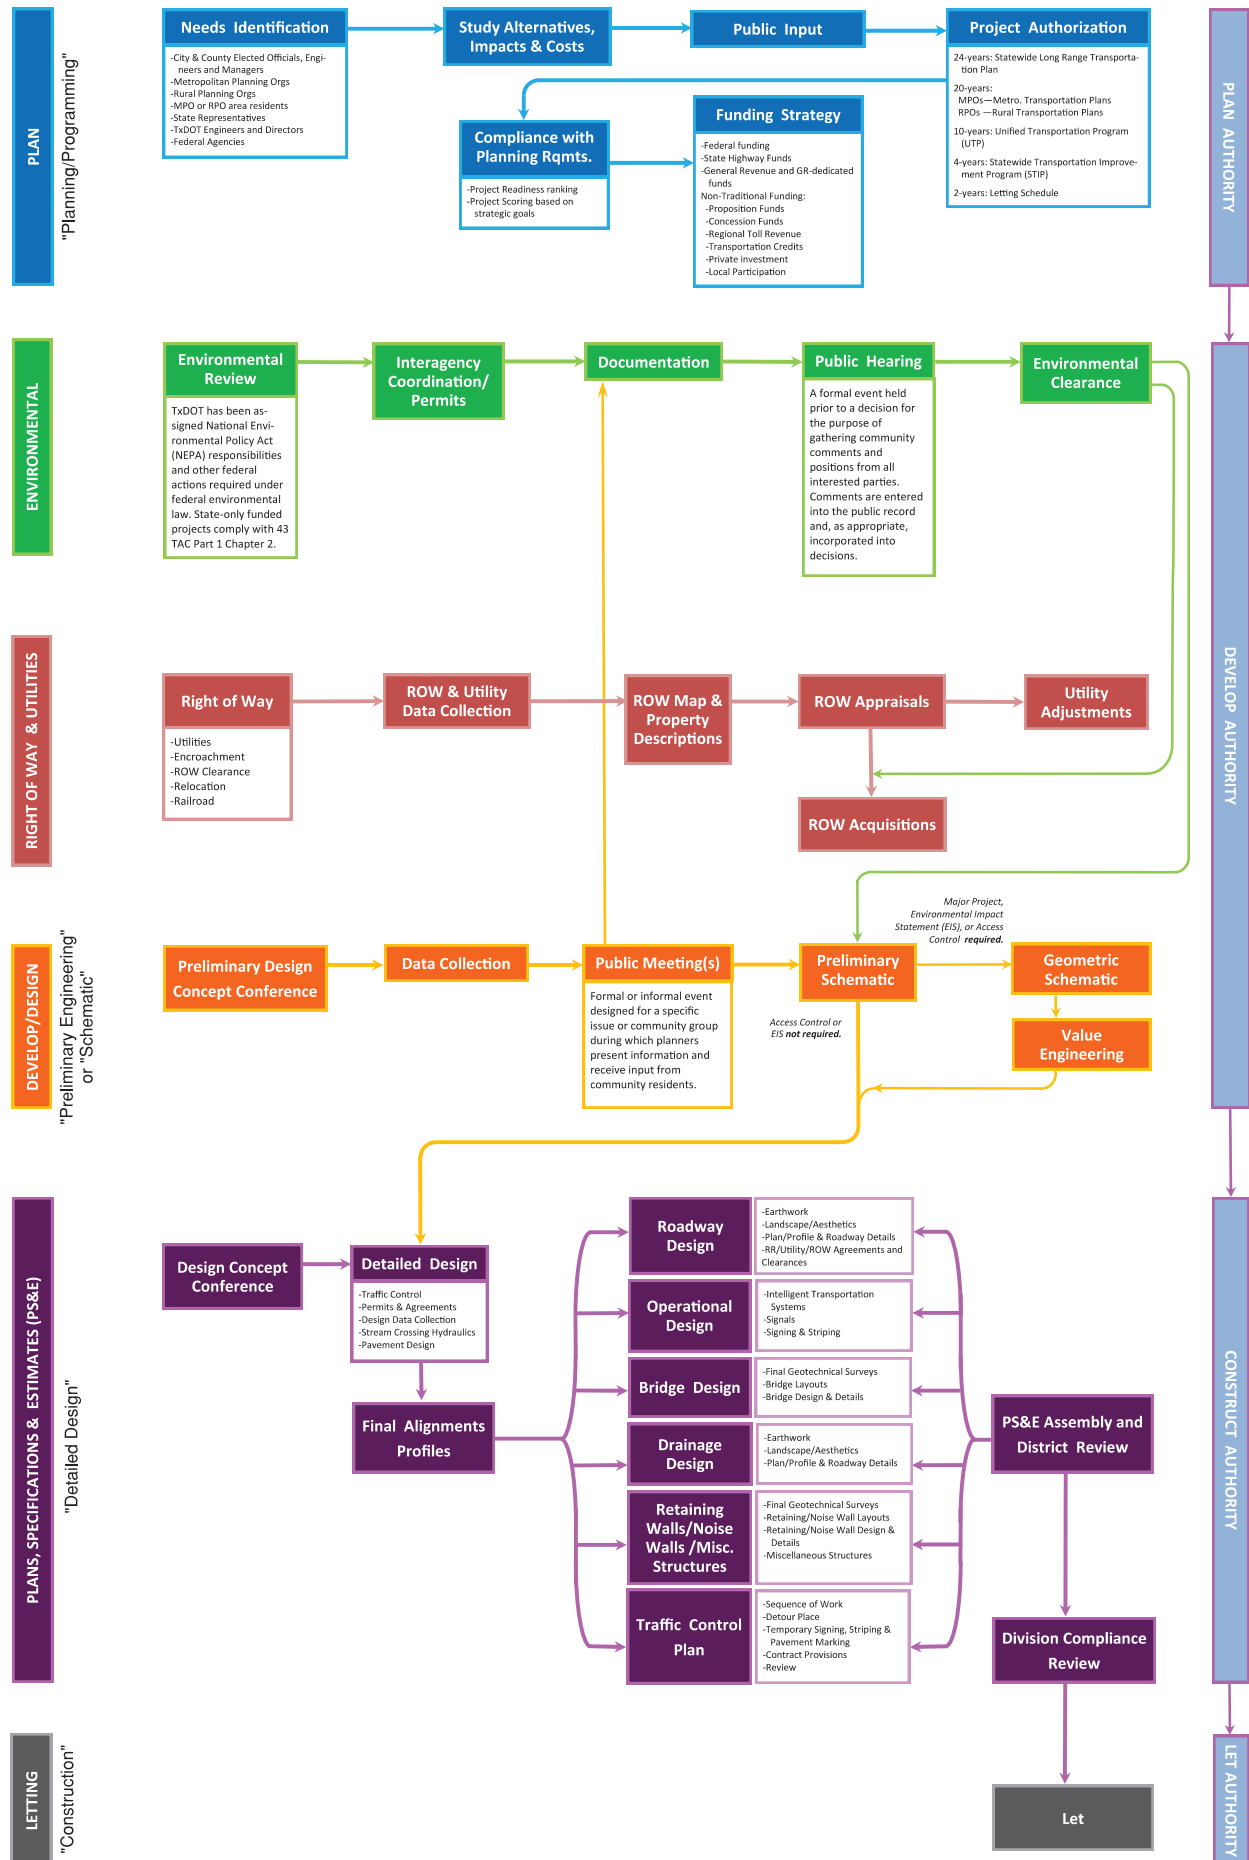 PLAN
"Planning/Programming"
Needs Identification
-City & County Elected Officials, Engi-
neers and Managers
-Metropolitan Planning Orgs
-Rural Planning Orgs
-MPO or RPO area residents
-State Representatives
-TxDOT Engineers and Directors
-Federal Agencies
Study Alternatives,
Impacts & Costs
Public Input
Project Authorization
24-years: Statewide Long Range Transporta-
tion Plan
20-years:
MPOs—Metro. Transportation Plans
RPOs —Rural Transportation Plans
10-years: Unified Transportation Program
(UTP)
4-years: Statewide Transportation Improve-
ment Program (STIP)
2-years: Letting Schedule
Compliance with
Planning Rqmts.
-Project Readiness ranking
-Project Scoring based on
strategic goals
Funding Strategy
-Federal funding
-State Highway Funds
-General Revenue and GR-dedicated
funds
Non-Traditional Funding:
-Proposition Funds
-Concession Funds
-Regional Toll Revenue
-Transportation Credits
-Private investment
-Local Participation
PLAN AUTHORITY
ENVIRONMENTAL
Environmental
Review
TxDOT has been as-
signed National Envi-
ronmental Policy Act
(NEPA) responsibilities
and other federal
actions required under
federal environmental
law. State-only funded
projects comply with 43
TAC Part 1 Chapter 2.
Interagency
Coordination/
Permits
Documentation
Public Hearing
A formal event held
prior to a decision for
the purpose of
gathering community
comments and
positions from all
interested parties.
Comments are entered
into the public record
and, as appropriate,
incorporated into
decisions.
Environmental
Clearance
DEVELOP AUTHORITY
RIGHT OF WAY & UTILITIES
Right of Way
-Utilities
-Encroachment
-ROW Clearance
-Relocation
-Railroad
ROW & Utility
Data Collection
ROW Map &
Property
Descriptions
ROW Appraisals
Utility
Adjustments
ROW Acquisitions
DEVELOP/DESIGN
"Preliminary Engineering"
or "Schematic"
Preliminary Design
Concept Conference
Data Collection
Public Meeting(s)
Formal or informal event
designed for a specific
issue or community group
during which planners
present information and
receive input from
community residents.
Preliminary
Schematic
Major Project,
Environmental Impact
Statement (EIS), or Access
Control required.
Access Control or
EIS not required.
Geometric
Schematic
Value
Engineering
PLANS, SPECIFICATIONS & ESTIMATES (PS&E)
"Detailed Design"
Design Concept
Conference
Detailed Design
-Traffic Control
-Permits & Agreements
-Design Data Collection
-Stream Crossing Hydraulics
-Pavement Design
Final Alignments
Profiles
Roadway
Design
-Earthwork
-Landscape/Aesthetics
-Plan/Profile & Roadway Details
-RR/Utility/ROW Agreements and
Clearances
Operational
Design
-Intelligent Transportation
Systems
-Signals
-Signing & Striping
Bridge Design
-Final Geotechnical Surveys
-Bridge Layouts
-Bridge Design & Details
Drainage
Design
-Earthwork
-Landscape/Aesthetics
-Plan/Profile & Roadway Details
Retaining
Walls/Noise
Walls /Misc.
Structures
-Final Geotechnical Surveys
-Retaining/Noise Wall Layouts
-Retaining/Noise Wall Design &
Details
-Miscellaneous Structures
Traffic Control
Plan
-Sequence of Work
-Detour Place
-Temporary Signing, Striping &
Pavement Marking
-Contract Provisions
-Review
PS&E Assembly and
District Review
Division Compliance
Review
CONSTRUCT AUTHORITY
LETTING
"Construction"
Let
LET AUTHORITY